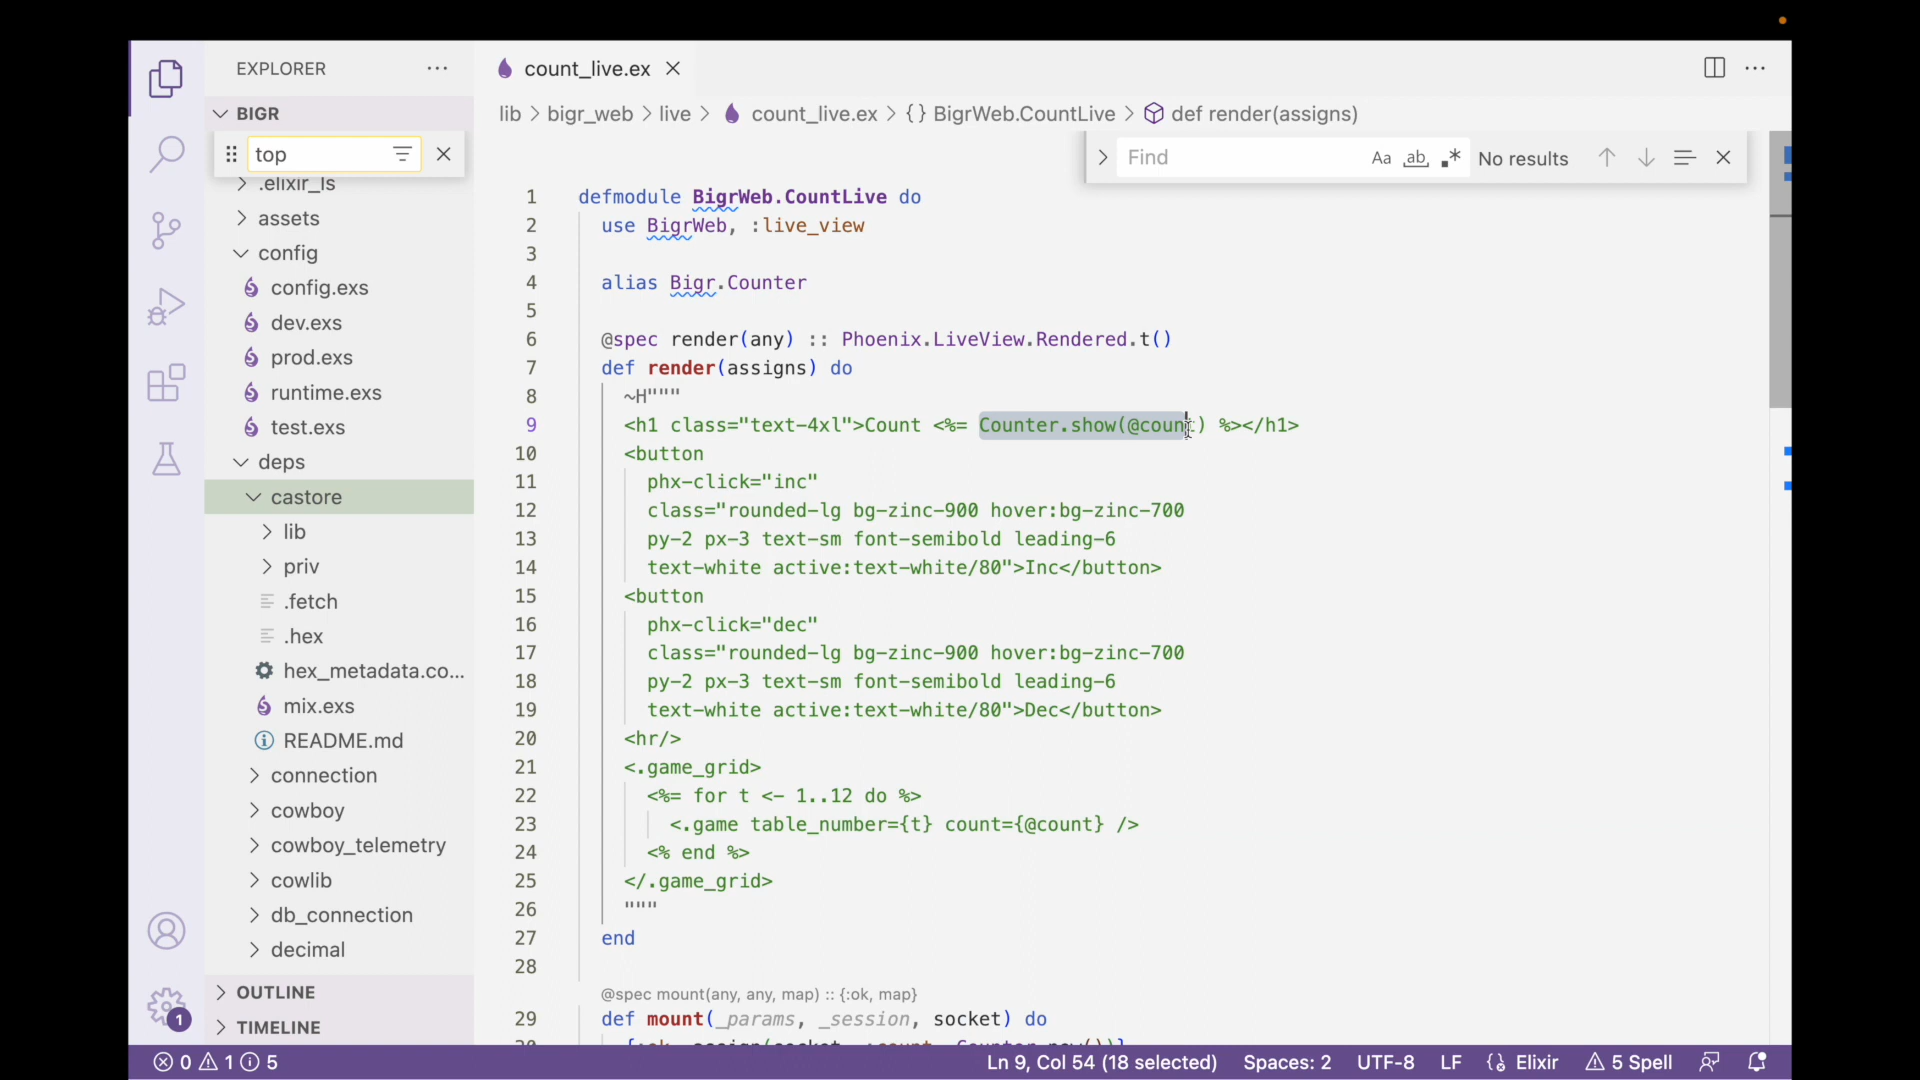 EXPLORER
BIGR
top
.elixir_ls
assets
config
config.exs
dev.exs
prod.exs
runtime.exs
test.exs
deps
castore
lib
priv
.fetch
.hex
hex_metadata.co...
mix.exs
README.md
connection
cowboy
cowboy_telemetry
cowlib
db_connection
decimal
OUTLINE
TIMELINE
1
count_live.ex
lib > bigr_web > live > count_live.ex > {} BigrWeb.CountLive > def render(assigns)
Find Aa ab .* No results
1 defmodule BigrWeb.CountLive do
2 use BigrWeb, :live_view
3
4 alias Bigr.Counter
5
6 @spec render(any) :: Phoenix.LiveView.Rendered.t()
7 def render(assigns) do
8 ~H"""
9 <h1 class="text-4xl">Count <%= Counter.show(@count) %></h1>
10 <button
11 phx-click="inc"
12 class="rounded-lg bg-zinc-900 hover:bg-zinc-700
13 py-2 px-3 text-sm font-semibold leading-6
14 text-white active:text-white/80">Inc</button>
15 <button
16 phx-click="dec"
17 class="rounded-lg bg-zinc-900 hover:bg-zinc-700
18 py-2 px-3 text-sm font-semibold leading-6
19 text-white active:text-white/80">Dec</button>
20 <hr/>
21 <.game_grid>
22 <%= for t <- 1..12 do %>
23 <.game table_number={t} count={@count} />
24 <% end %>
25 </.game_grid>
26 """
27 end
28
@spec mount(any, any, map) :: {:ok, map}
29 def mount(_params, _session, socket) do
0 1 5
Ln 9, Col 54 (18 selected) Spaces: 2 UTF-8 LF Elixir 5 Spell